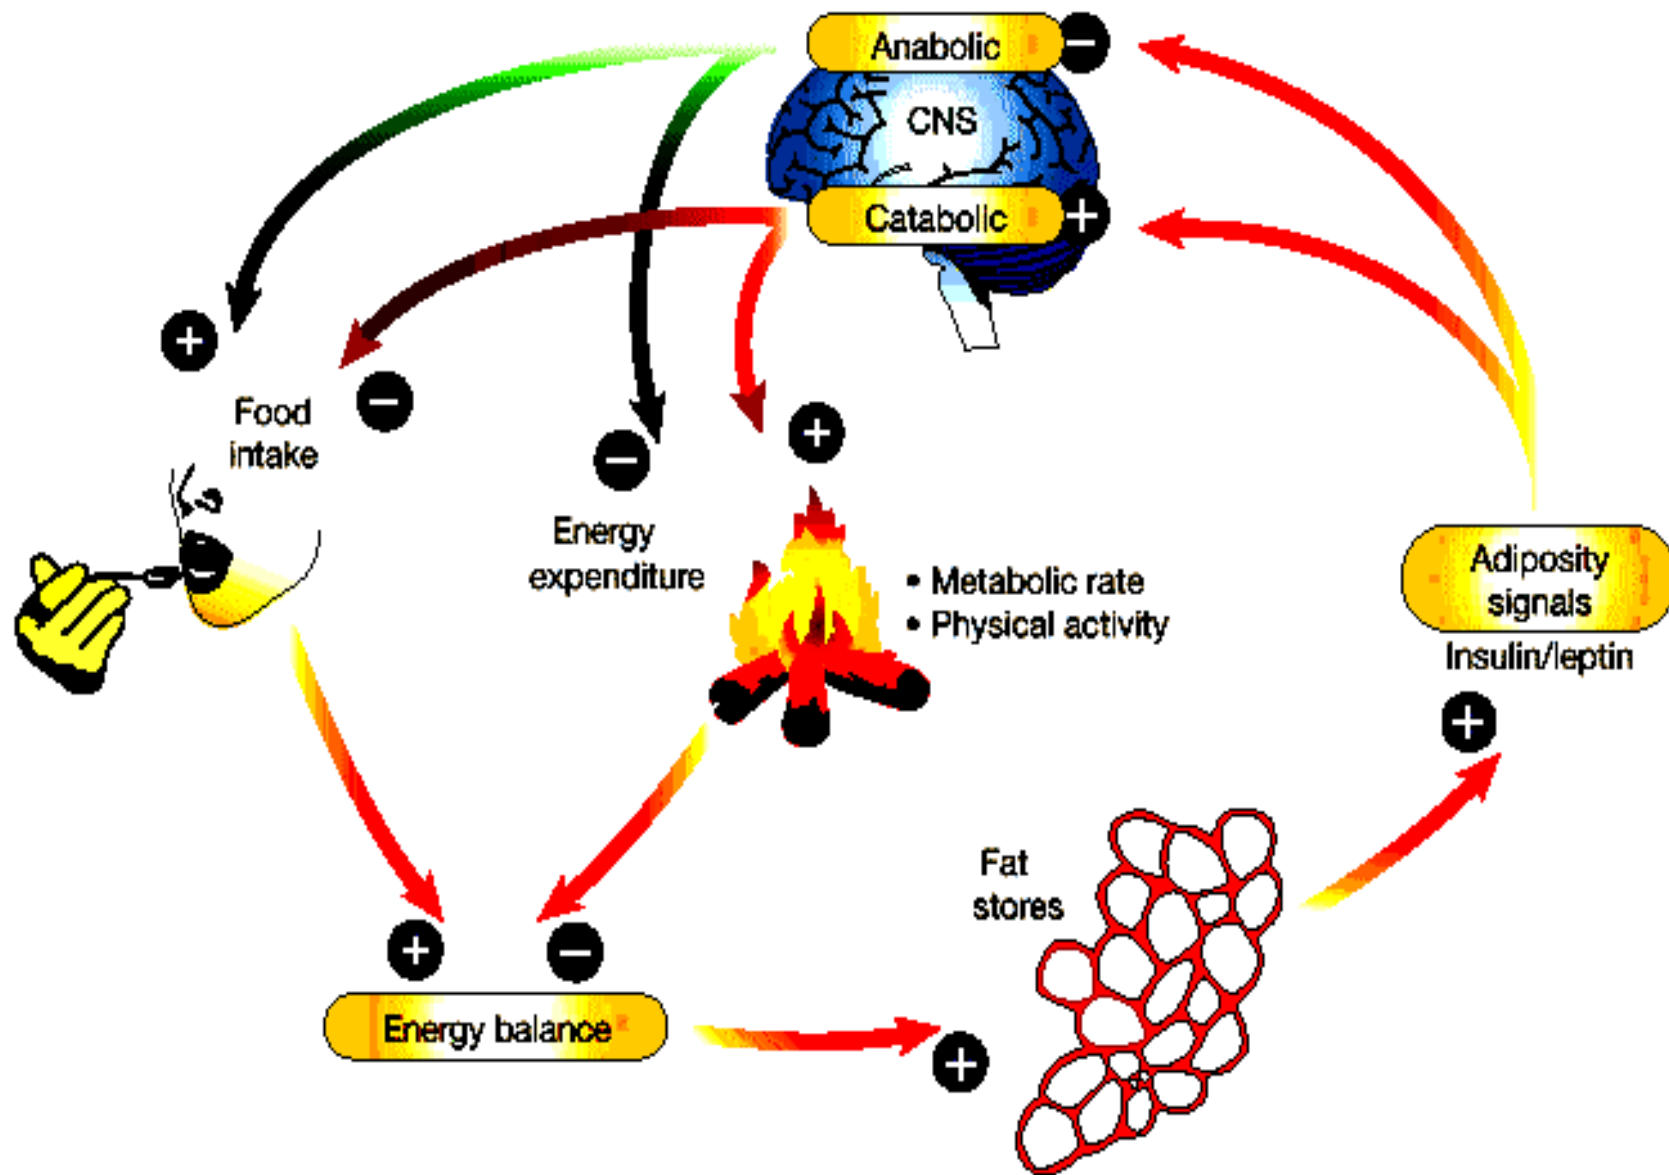 Anabolic
−
CNS
Catabolic
+
+
Food
intake
−
−
+
Energy
expenditure
• Metabolic rate
• Physical activity
Adiposity
signals
Insulin/leptin
+
Fat
stores
+
−
Energy balance
+